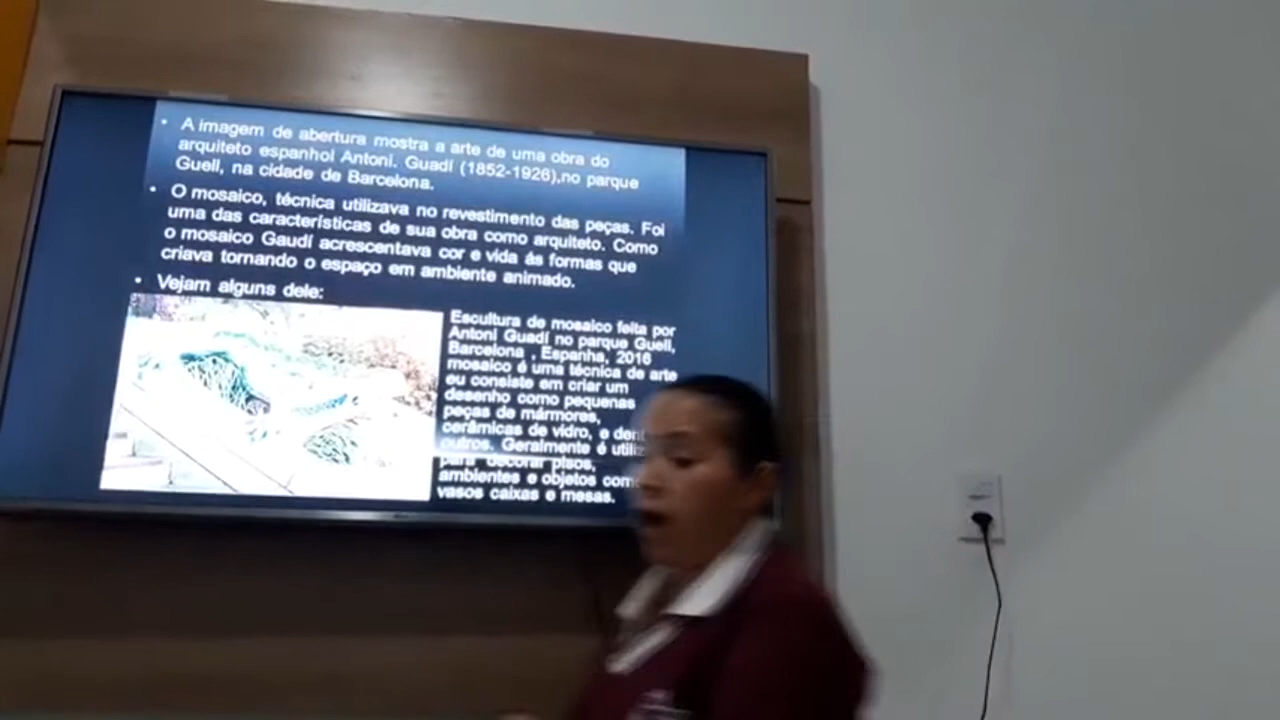 • A imagem de abertura mostra a arte de uma obra do
arquiteto espanhol Antoni. Guadí (1852-1926),no parque
Guell, na cidade de Barcelona.
• O mosaico, técnica utilizava no revestimento das peças. Foi
uma das características de sua obra como arquiteto. Como
o mosaico Gaudí acrescentava cor e vida ás formas que
criava tornando o espaço em ambiente animado.
• Vejam alguns dele:
Escultura de mosaico feita por
Antoni Guadí no parque Guell,
Barcelona , Espanha, 2016
mosaico é uma técnica de arte
eu consiste em criar um
desenho como pequenas
peças de mármores,
cerâmicas de vidro, e
outros. Geralmente é
para decorar pisos,
ambientes e objetos
vasos caixas e mesas.